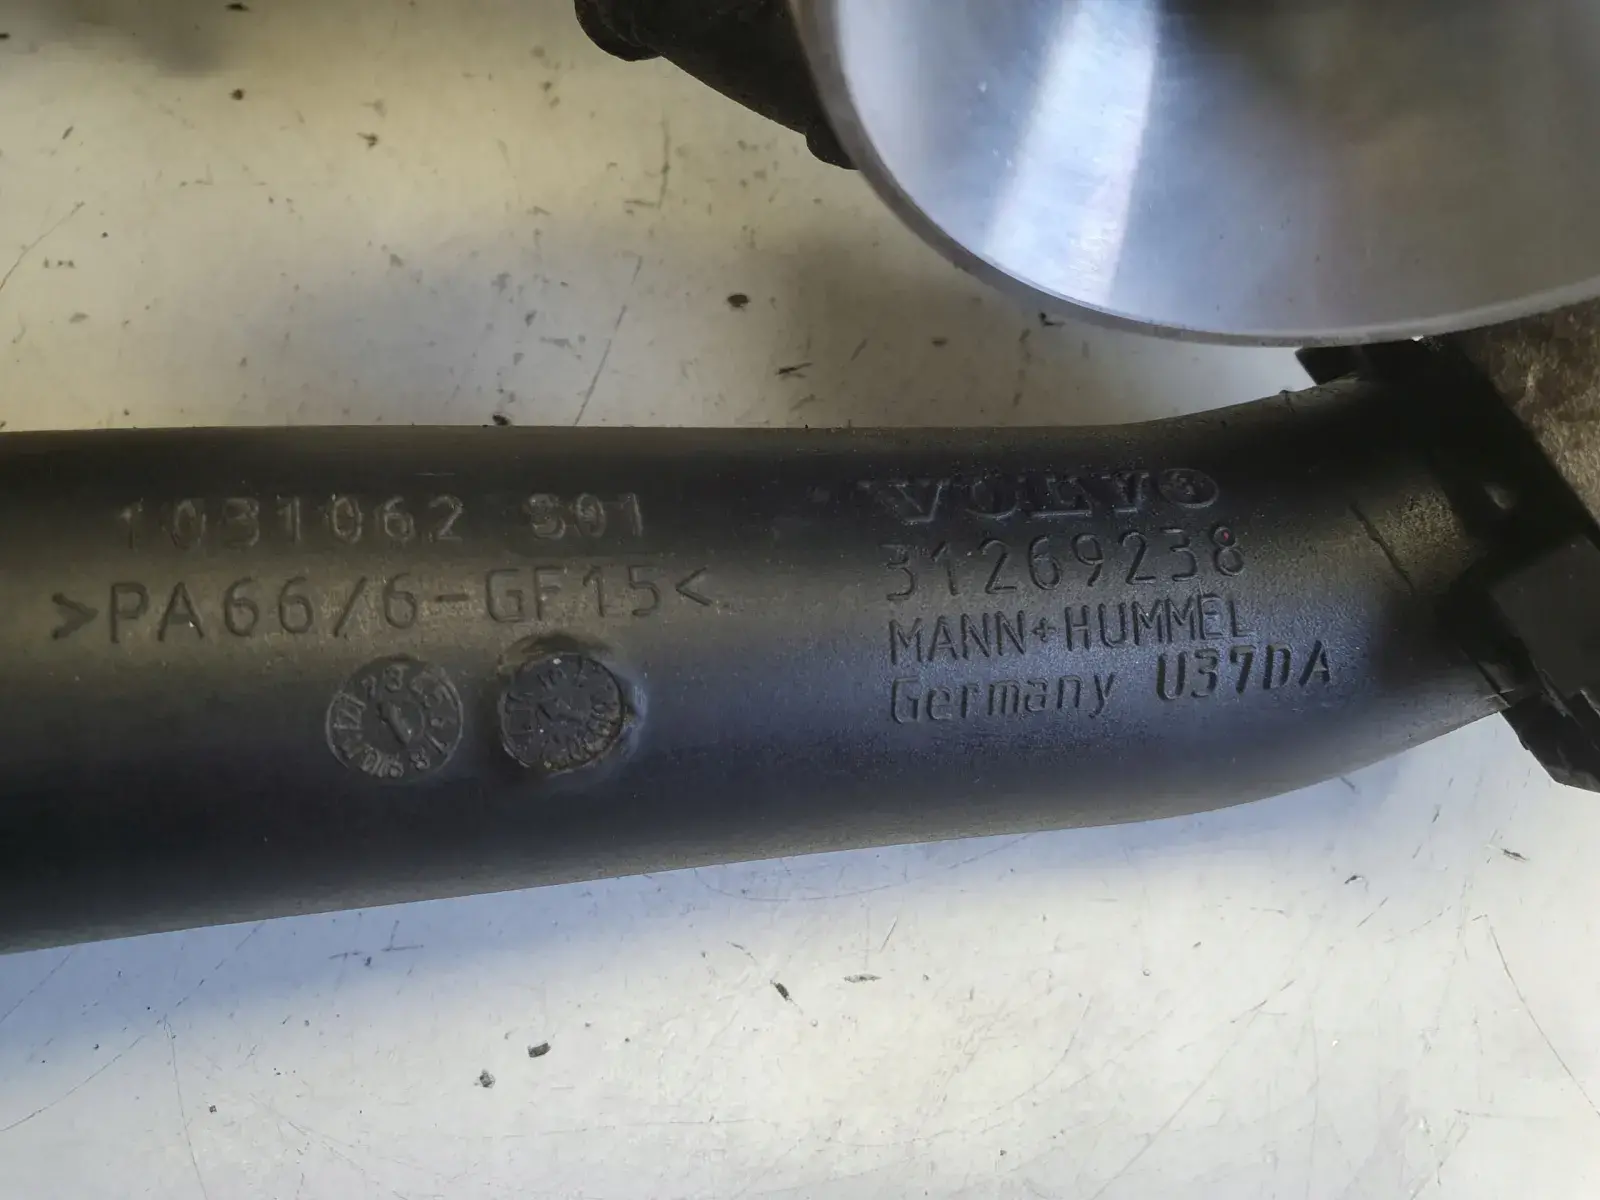 1031062 S01
>PA66/6-GF15<
VOLVO
31269238
MANN+HUMMEL
Germany U37DA